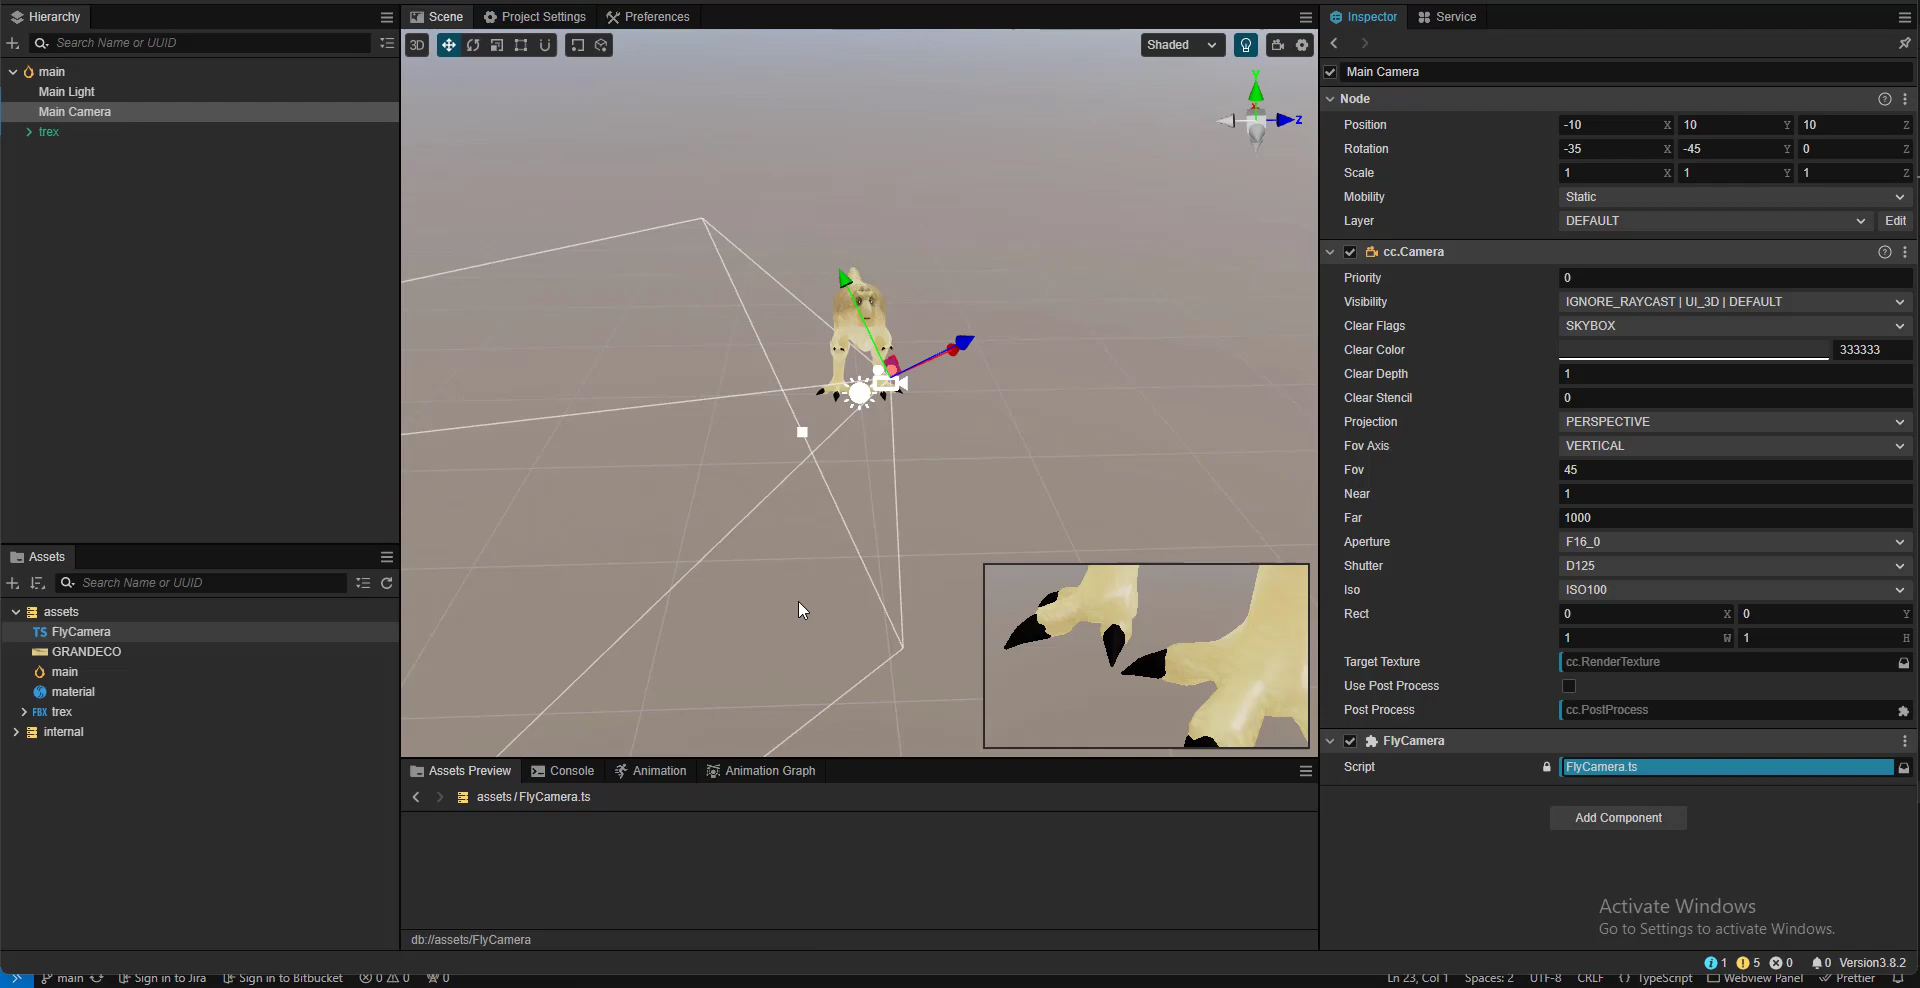 Hierarchy
Search Name or UUID
main
Main Light
Main Camera
trex
Assets
Search Name or UUID
assets
TS FlyCamera
GRANDECO
main
material
FBX trex
internal
Scene Project Settings Preferences
3D Shaded
Y
Z
Assets Preview Console Animation Animation Graph
assets / FlyCamera.ts
db://assets/FlyCamera
Inspector Service
Main Camera
Node
Position -10 X 10 Y 10 Z
Rotation -35 X -45 Y 0 Z
Scale 1 X 1 Y 1 Z
Mobility Static
Layer DEFAULT Edit
cc.Camera
Priority 0
Visibility IGNORE_RAYCAST | UI_3D | DEFAULT
Clear Flags SKYBOX
Clear Color 333333
Clear Depth 1
Clear Stencil 0
Projection PERSPECTIVE
Fov Axis VERTICAL
Fov 45
Near 1
Far 1000
Aperture F16_0
Shutter D125
Iso ISO100
Rect 0 X 0 Y
1 W 1 H
Target Texture cc.RenderTexture
Use Post Process
Post Process cc.PostProcess
FlyCamera
Script FlyCamera.ts
Add Component
Activate Windows
Go to Settings to activate Windows.
1 5 0 0 Version3.8.2
main Sign in to Jira Sign in to Bitbucket 0 0 0 Ln 23, Col 1 Spaces: 2 UTF-8 CRLF {} TypeScript Webview Panel Prettier